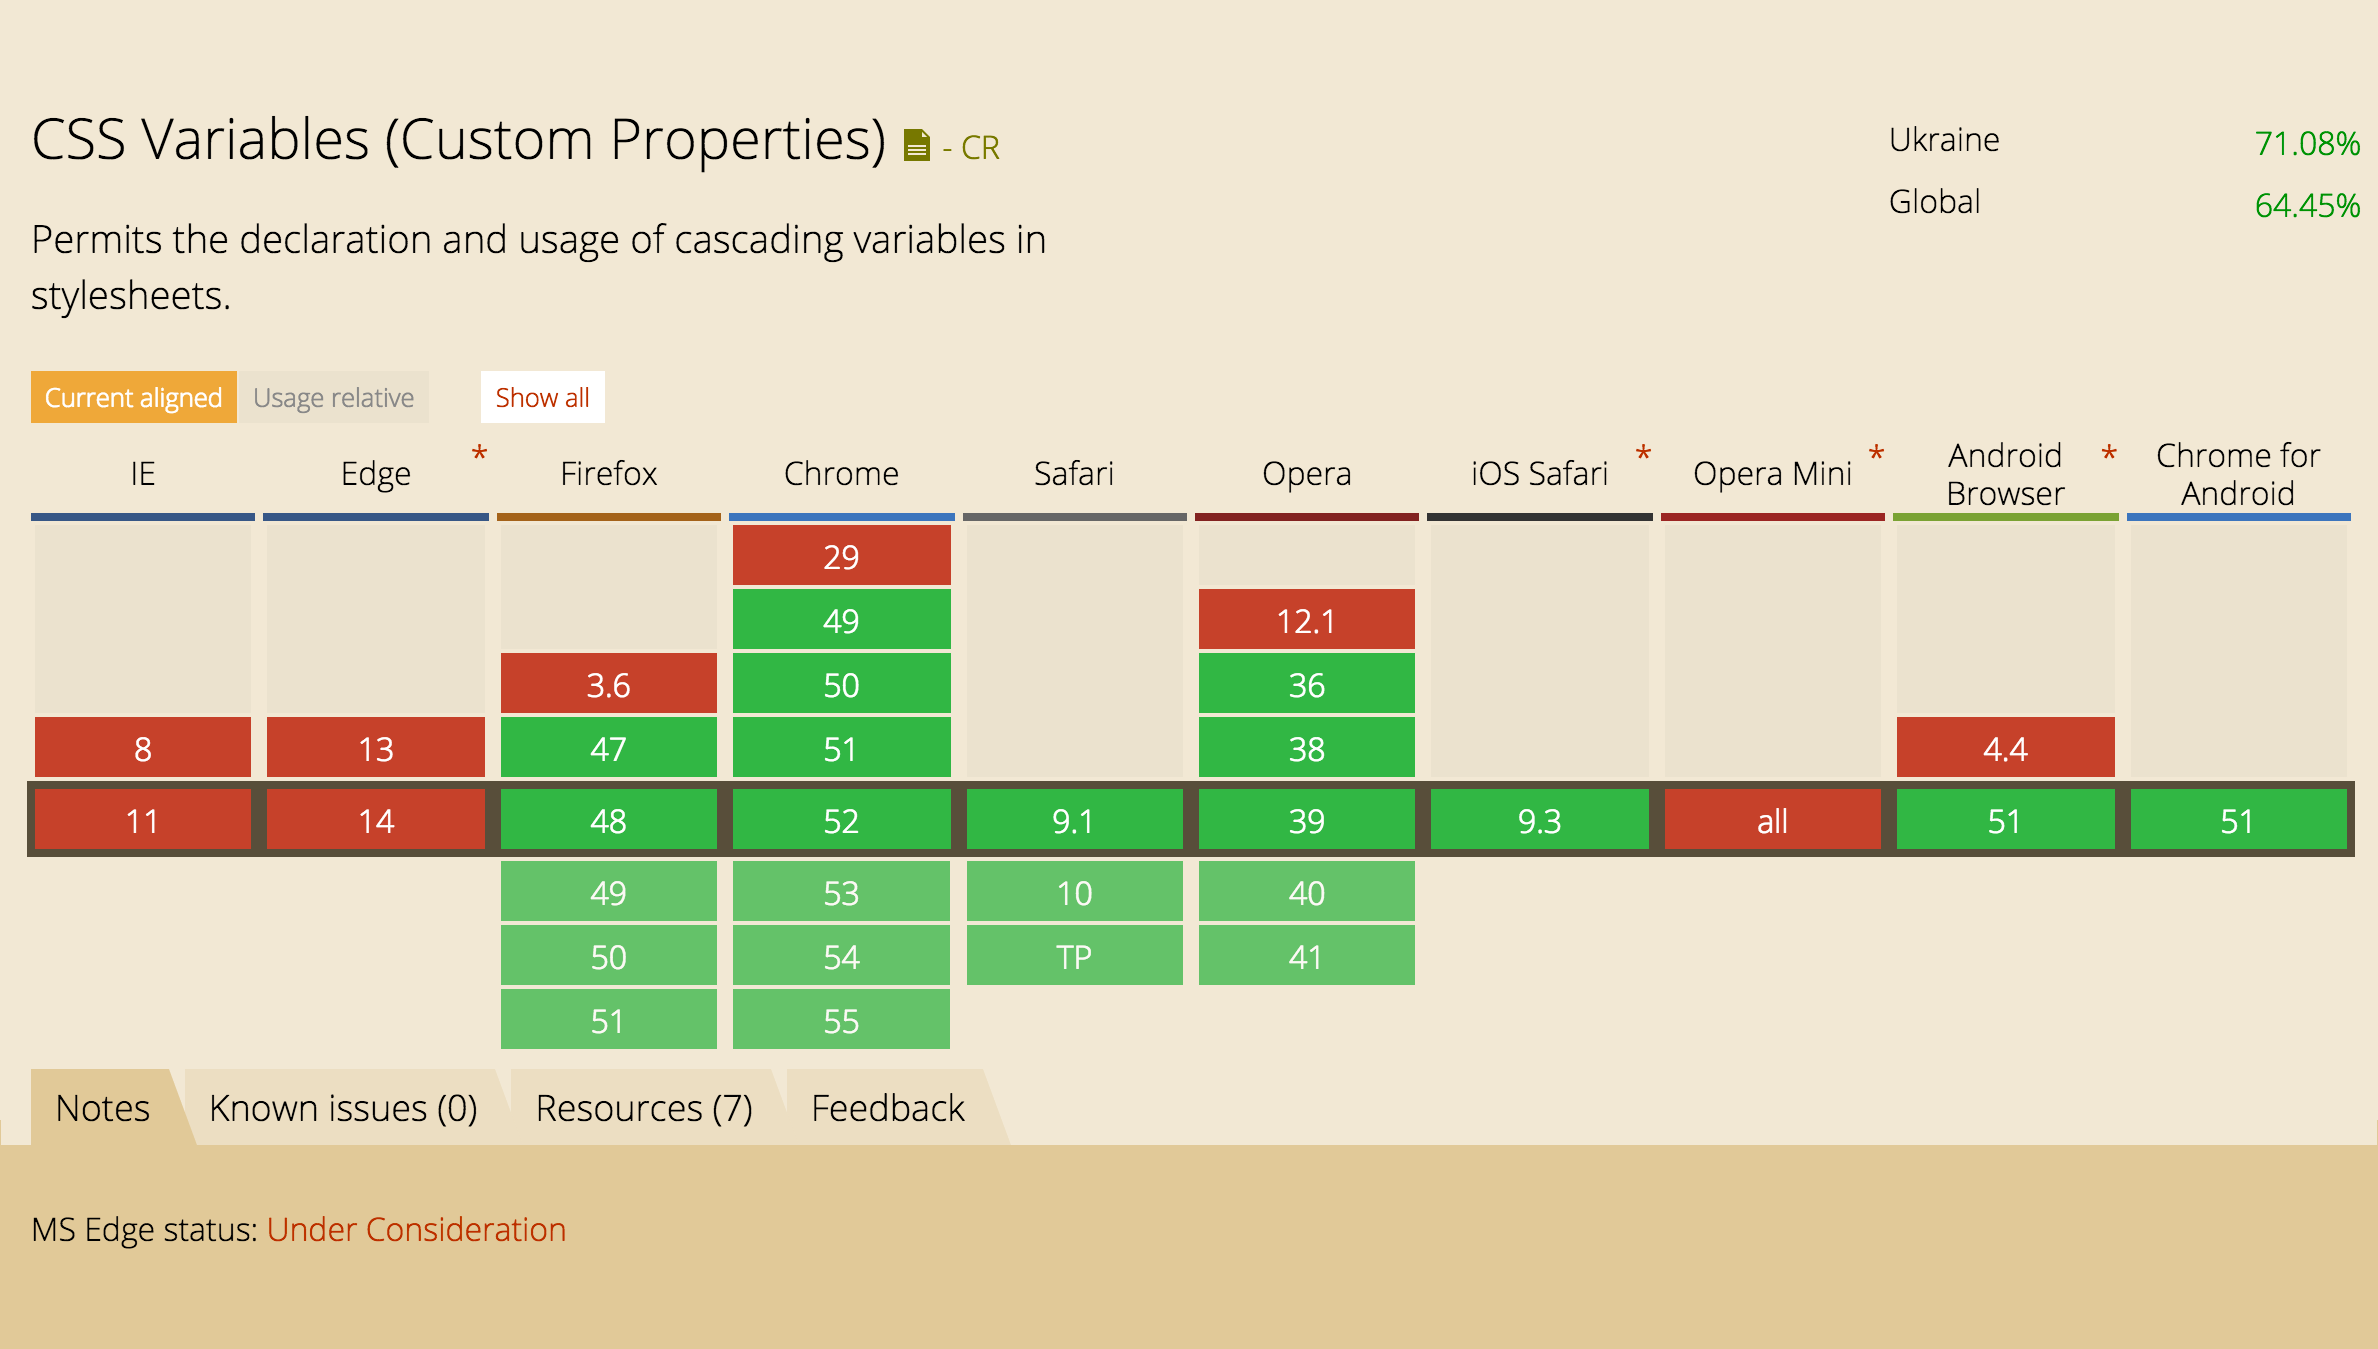 CSS Variables (Custom Properties) - CR
Ukraine 71.08%
Global 64.45%
Permits the declaration and usage of cascading variables in
stylesheets.
Current aligned Usage relative Show all
IE Edge * Firefox Chrome Safari Opera iOS Safari * Opera Mini * Android Browser * Chrome for Android
29
49 12.1
3.6 50 36
8 13 47 51 38 4.4
11 14 48 52 9.1 39 9.3 all 51 51
49 53 10 40
50 54 TP 41
51 55
Notes Known issues (0) Resources (7) Feedback
MS Edge status: Under Consideration